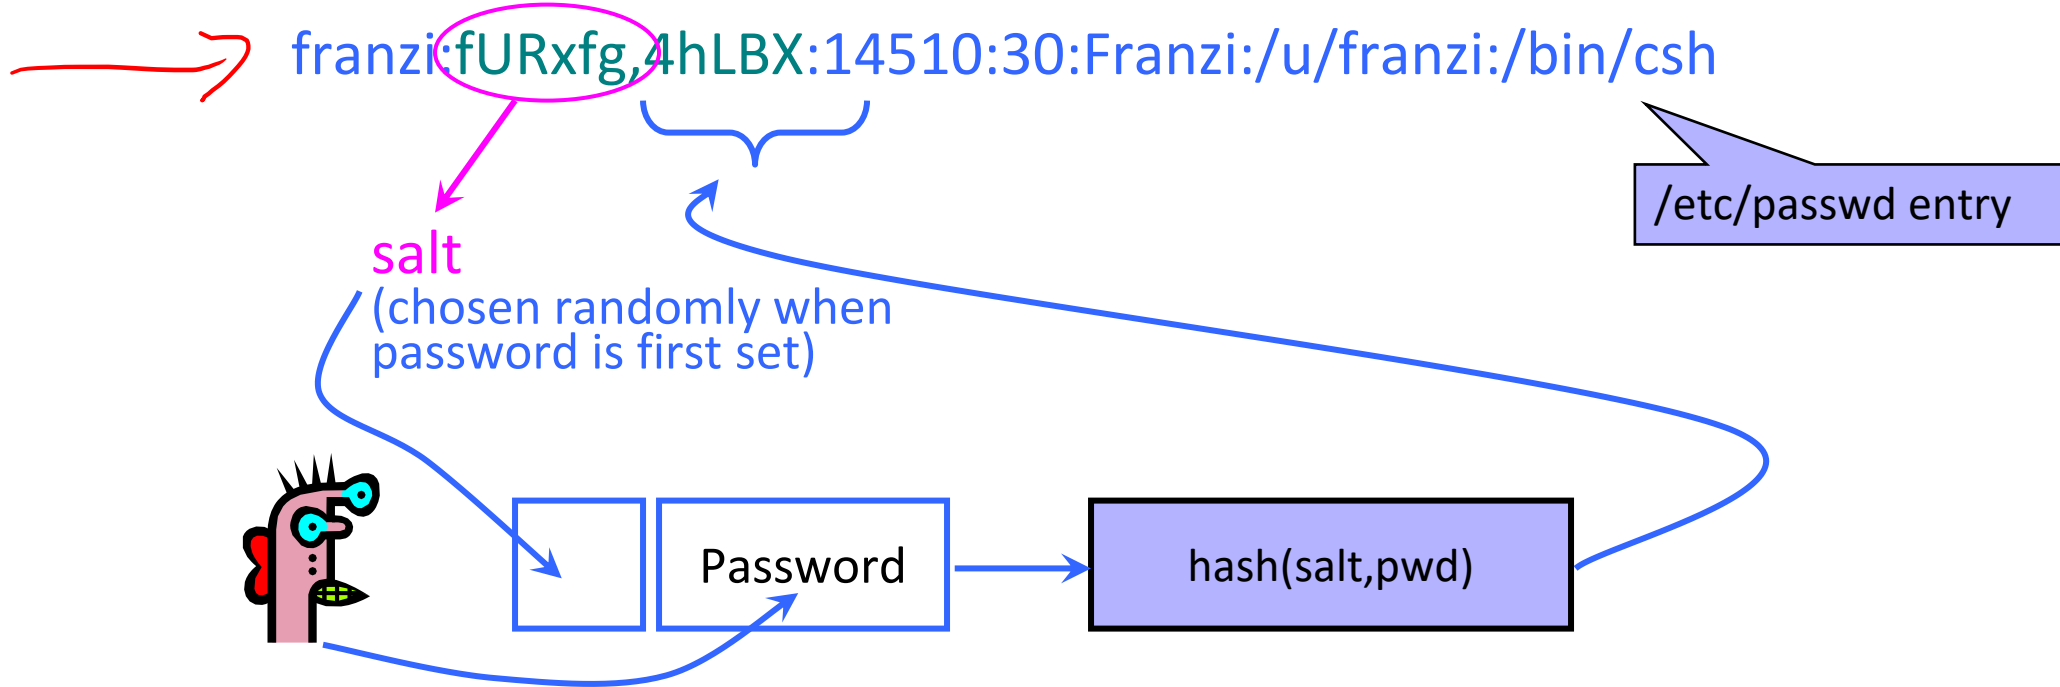 franzi:fURxfg,4hLBX:14510:30:Franzi:/u/franzi:/bin/csh
/etc/passwd entry
salt
(chosen randomly when
password is first set)
Password
hash(salt,pwd)